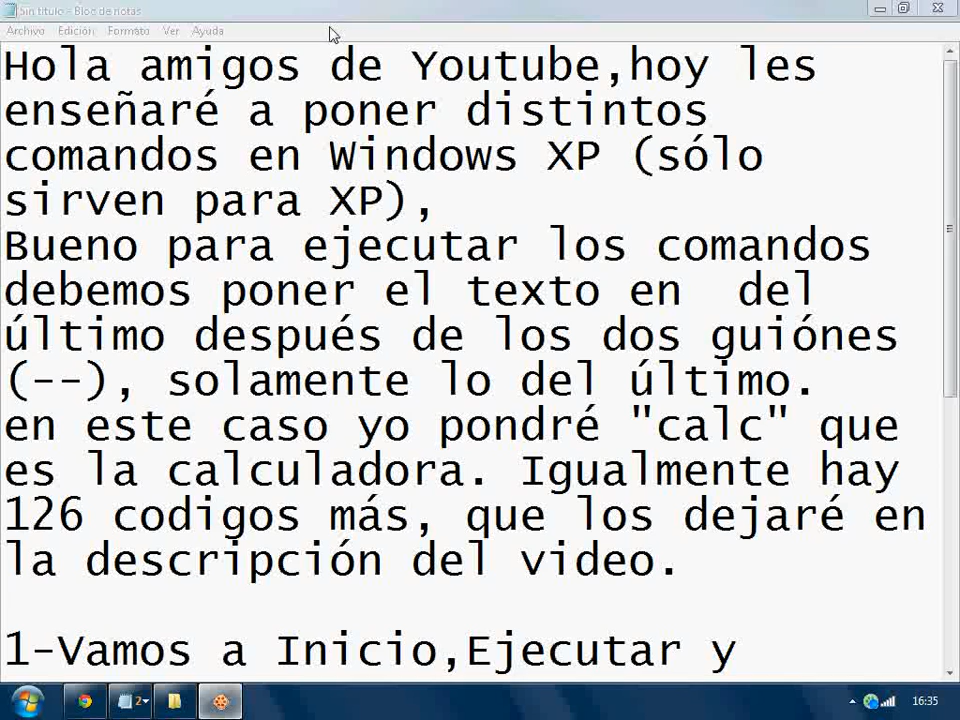 Sin título - Bloc de notas
Archivo Edición Formato Ver Ayuda
Hola amigos de Youtube,hoy les
enseñaré a poner distintos
comandos en Windows XP (sólo
sirven para XP),
Bueno para ejecutar los comandos
debemos poner el texto en  del
último después de los dos guiónes
(--), solamente lo del último.
en este caso yo pondré "calc" que
es la calculadora. Igualmente hay
126 codigos más, que los dejaré en
la descripción del video.
1-Vamos a Inicio,Ejecutar y
2
16:35